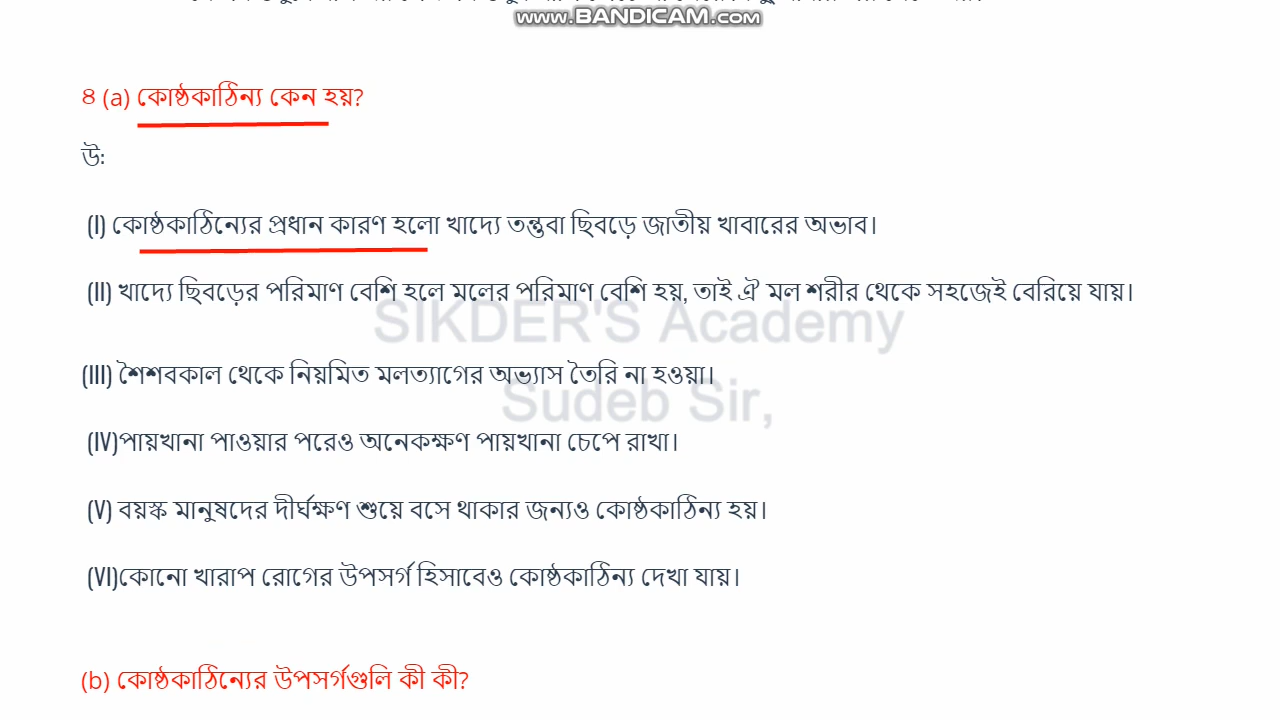 www.BANDICAM.com
৪ (a) কোষ্ঠকাঠিন্য কেন হয়?
উ:
(I) কোষ্ঠকাঠিন্যের প্রধান কারণ হলো খাদ্যে তন্তুবা ছিবড়ে জাতীয় খাবারের অভাব।
(II) খাদ্যে ছিবড়ের পরিমাণ বেশি হলে মলের পরিমাণ বেশি হয়, তাই ঐ মল শরীর থেকে সহজেই বেরিয়ে যায়।
SIKDER'S Academy
(III) শৈশবকাল থেকে নিয়মিত মলত্যাগের অভ্যাস তৈরি না হওয়া।
Sudeb Sir,
(IV)পায়খানা পাওয়ার পরেও অনেকক্ষণ পায়খানা চেপে রাখা।
(V) বয়স্ক মানুষদের দীর্ঘক্ষণ শুয়ে বসে থাকার জন্যও কোষ্ঠকাঠিন্য হয়।
(VI)কোনো খারাপ রোগের উপসর্গ হিসাবেও কোষ্ঠকাঠিন্য দেখা যায়।
(b) কোষ্ঠকাঠিন্যের উপসর্গগুলি কী কী?